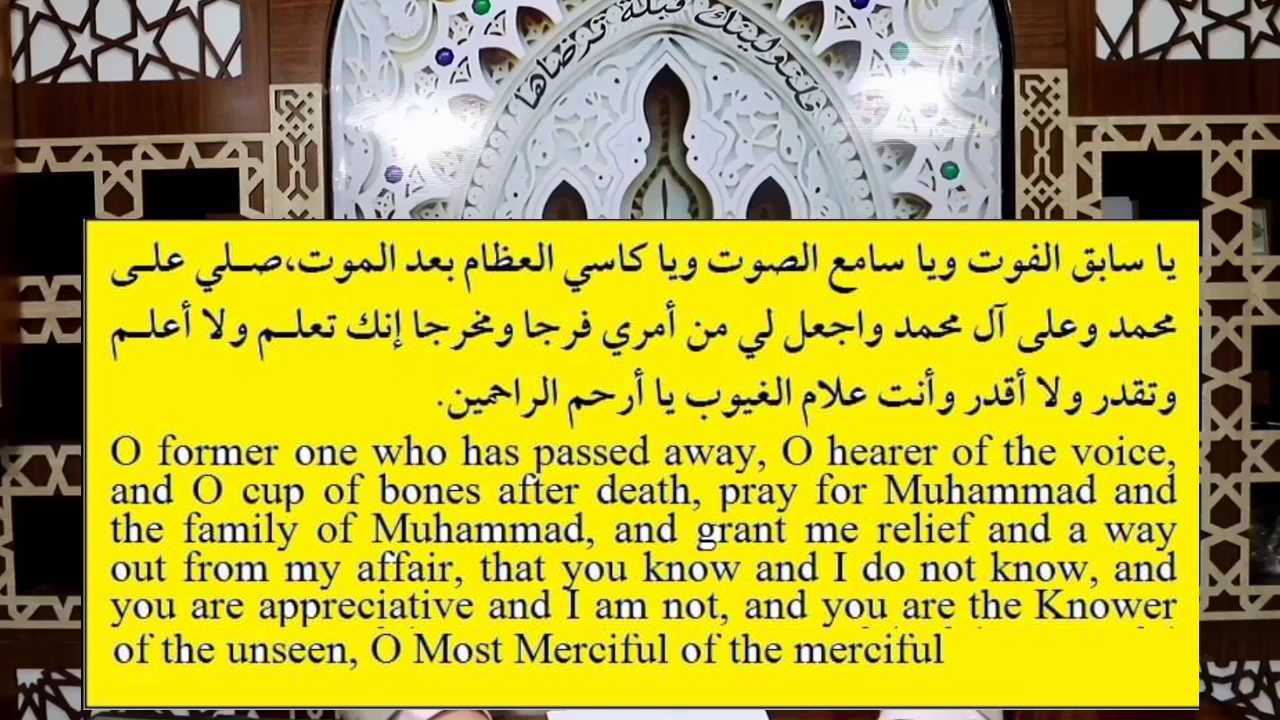 فلنولينك قبلة ترضاها
يا سابق الفوت ويا سامع الصوت ويا كاسي العظام بعد الموت،صلي على
محمد وعلى آل محمد واجعل لي من أمري فرجا ومخرجا إنك تعلم ولا أعلم
وتقدر ولا أقدر وأنت علام الغيوب يا أرحم الراحمين.
O former one who has passed away, O hearer of the voice,
and O cup of bones after death, pray for Muhammad and
the family of Muhammad, and grant me relief and a way
out from my affair, that you know and I do not know, and
you are appreciative and I am not, and you are the Knower
of the unseen, O Most Merciful of the merciful